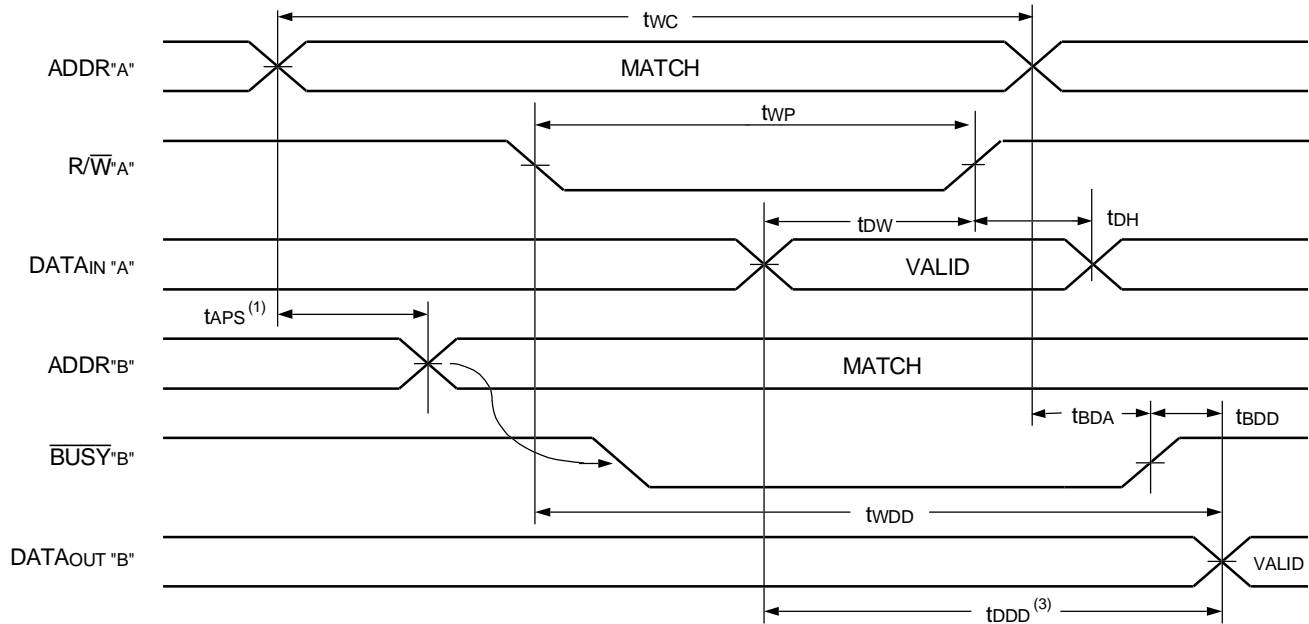 tWC
ADDR"A"
MATCH
tWP
R/W̅"A"
tDW
tDH
DATAIN "A"
VALID
tAPS (1)
ADDR"B"
MATCH
tBDA
tBDD
B̅U̅S̅Y̅"B"
tWDD
DATAOUT "B"
VALID
tDDD (3)